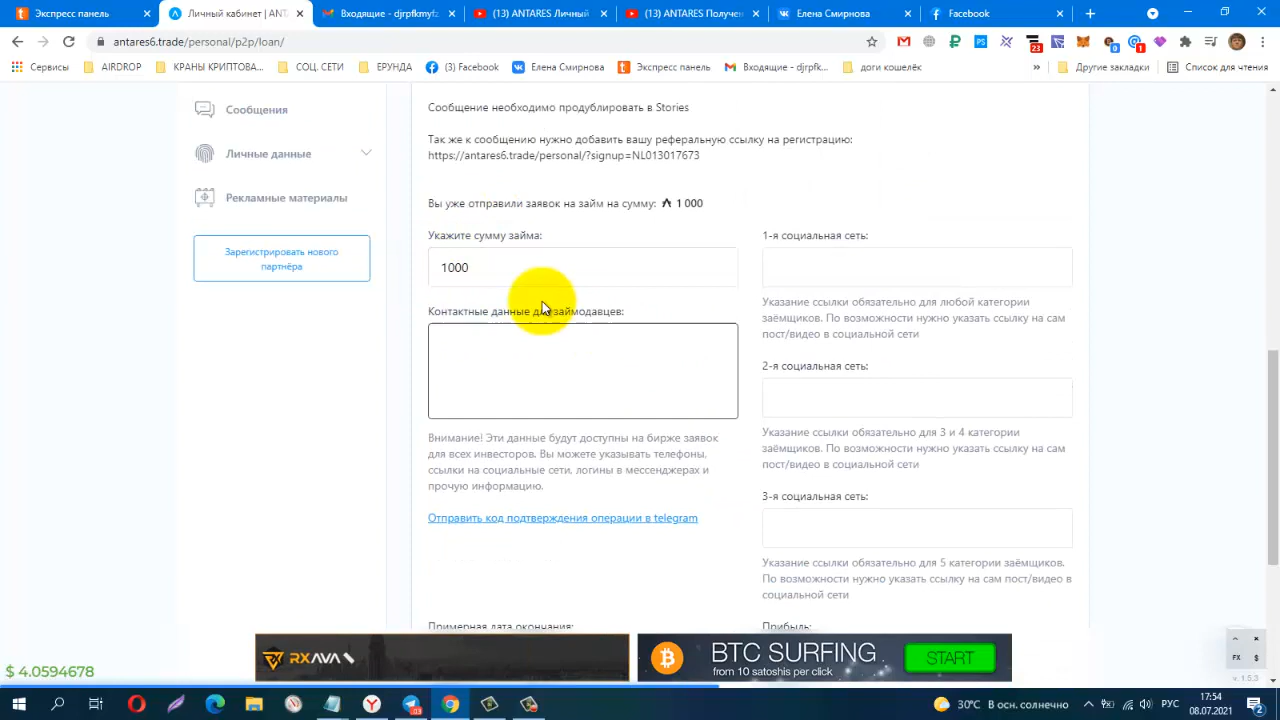 Экспресс панель
Личный кабинет | ANT
Входящие - djrpfkmyfz
(13) ANTARES Личный
(13) ANTARES Получен
Елена Смирнова
Facebook
antares6.trade/personal/p2p/loan/
Сервисы
AIRDROP
КРАНЫ КРИПТОВА...
СОЦ. СЕТИ
ЕРУНДА
(3) Facebook
Елена Смирнова
Экспресс панель
Входящие - djrpfk...
доги кошелёк
»
Другие закладки
Список для чтения
Сообщения
Личные данные
Рекламные материалы
Зарегистрировать нового
партнёра
Сообщение необходимо продублировать в Stories
Так же к сообщению нужно добавить вашу реферальную ссылку на регистрацию:
https://antares6.trade/personal/?signup=NL013017673
Вы уже отправили заявок на займ на сумму: 1 000
Укажите сумму займа:
1000
Контактные данные для займодавцев:
Внимание! Эти данные будут доступны на бирже заявок
для всех инвесторов. Вы можете указывать телефоны,
ссылки на социальные сети, логины в мессенджерах и
прочую информацию.
Отправить код подтверждения операции в telegram
Примерная дата окончания:
1-я социальная сеть:
Указание ссылки обязательно для любой категории
заёмщиков. По возможности нужно указать ссылку на сам
пост/видео в социальной сети
2-я социальная сеть:
Указание ссылки обязательно для 3 и 4 категории
заёмщиков. По возможности нужно указать ссылку на сам
пост/видео в социальной сети
3-я социальная сеть:
Указание ссылки обязательно для 5 категории заёмщиков.
По возможности нужно указать ссылку на сам пост/видео в
социальной сети
Прибыль:
RXAVA
BTC SURFING
from 10 satoshis per click
START
FX $
v 1.5.3
$ 4.0594678
30°C В осн. солнечно
РУС
17:54
08.07.2021